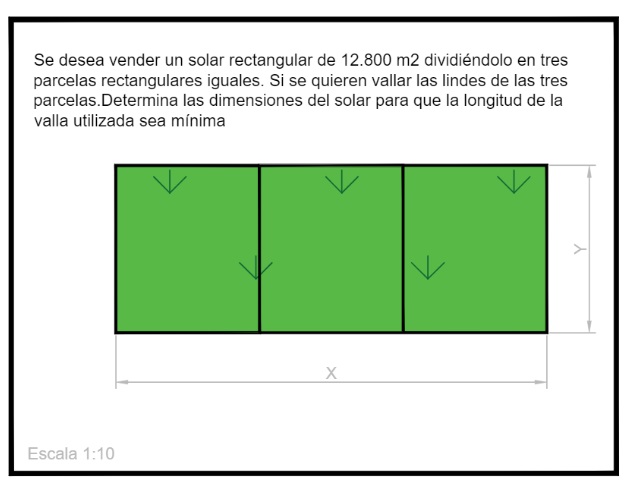 Se desea vender un solar rectangular de 12.800 m2 dividiéndolo en tres
parcelas rectangulares iguales. Si se quieren vallar las lindes de las tres
parcelas.Determina las dimensiones del solar para que la longitud de la
valla utilizada sea mínima
Y
X
Escala 1:10